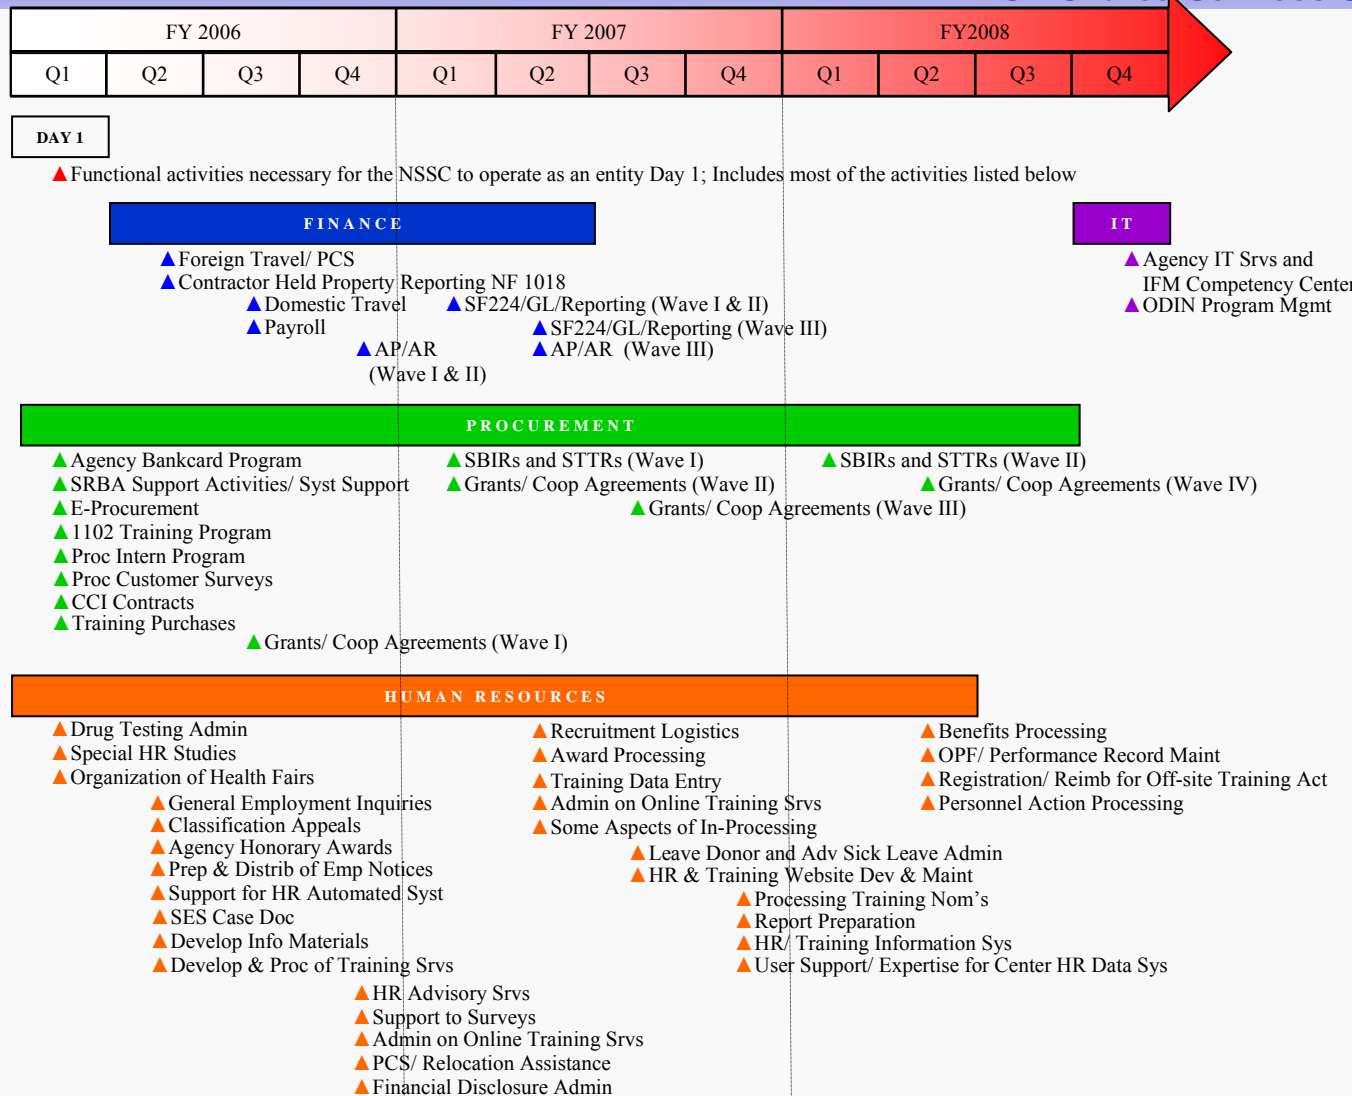 FY 2006 FY 2007 FY2008
Q1 Q2 Q3 Q4 Q1 Q2 Q3 Q4 Q1 Q2 Q3 Q4
DAY 1
Functional activities necessary for the NSSC to operate as an entity Day 1; Includes most of the activities listed below
FINANCE
IT
Foreign Travel/ PCS
Contractor Held Property Reporting NF 1018
Domestic Travel
SF224/GL/Reporting (Wave I & II)
Payroll
SF224/GL/Reporting (Wave III)
AP/AR
(Wave I & II)
AP/AR (Wave III)
Agency IT Srvs and
IFM Competency Center
ODIN Program Mgmt
PROCUREMENT
Agency Bankcard Program
SRBA Support Activities/ Syst Support
E-Procurement
1102 Training Program
Proc Intern Program
Proc Customer Surveys
CCI Contracts
Training Purchases
Grants/ Coop Agreements (Wave I)
SBIRs and STTRs (Wave I)
Grants/ Coop Agreements (Wave II)
Grants/ Coop Agreements (Wave III)
SBIRs and STTRs (Wave II)
Grants/ Coop Agreements (Wave IV)
HUMAN RESOURCES
Drug Testing Admin
Special HR Studies
Organization of Health Fairs
General Employment Inquiries
Classification Appeals
Agency Honorary Awards
Prep & Distrib of Emp Notices
Support for HR Automated Syst
SES Case Doc
Develop Info Materials
Develop & Proc of Training Srvs
HR Advisory Srvs
Support to Surveys
Admin on Online Training Srvs
PCS/ Relocation Assistance
Financial Disclosure Admin
Recruitment Logistics
Award Processing
Training Data Entry
Admin on Online Training Srvs
Some Aspects of In-Processing
Leave Donor and Adv Sick Leave Admin
HR & Training Website Dev & Maint
Processing Training Nom’s
Report Preparation
HR/ Training Information Sys
User Support/ Expertise for Center HR Data Sys
Benefits Processing
OPF/ Performance Record Maint
Registration/ Reimb for Off-site Training Act
Personnel Action Processing